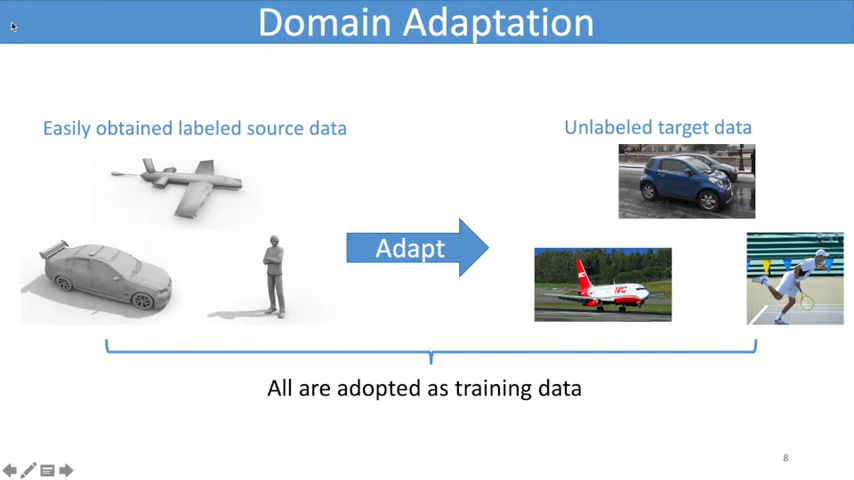 Domain Adaptation
Easily obtained labeled source data
Unlabeled target data
Adapt
All are adopted as training data
8